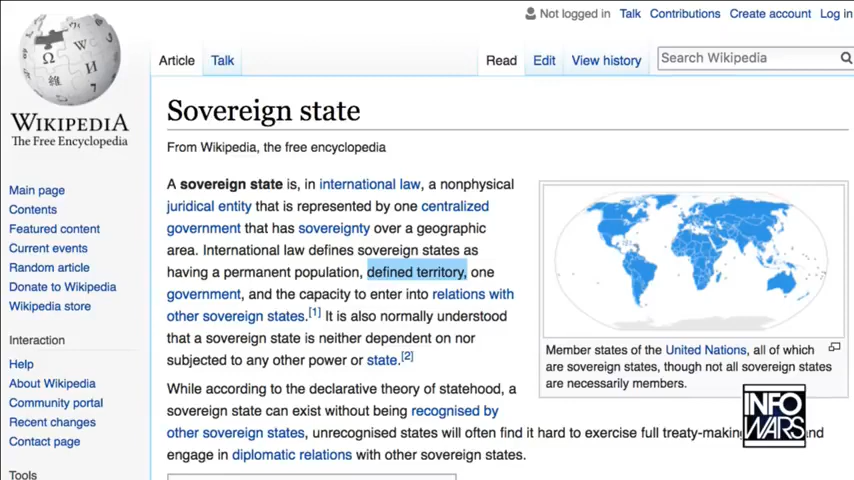 Not logged in Talk Contributions Create account Log in
Article Talk Read Edit View history Search Wikipedia
WIKIPEDIA
The Free Encyclopedia
Main page
Contents
Featured content
Current events
Random article
Donate to Wikipedia
Wikipedia store
Interaction
Help
About Wikipedia
Community portal
Recent changes
Contact page
Tools
Sovereign state
From Wikipedia, the free encyclopedia
A sovereign state is, in international law, a nonphysical
juridical entity that is represented by one centralized
government that has sovereignty over a geographic
area. International law defines sovereign states as
having a permanent population, defined territory, one
government, and the capacity to enter into relations with
other sovereign states.[1] It is also normally understood
that a sovereign state is neither dependent on nor
subjected to any other power or state.[2]
Member states of the United Nations, all of which
are sovereign states, though not all sovereign states
are necessarily members.
While according to the declarative theory of statehood, a
sovereign state can exist without being recognised by
other sovereign states, unrecognised states will often find it hard to exercise full treaty-making and
engage in diplomatic relations with other sovereign states.
INFO
WARS